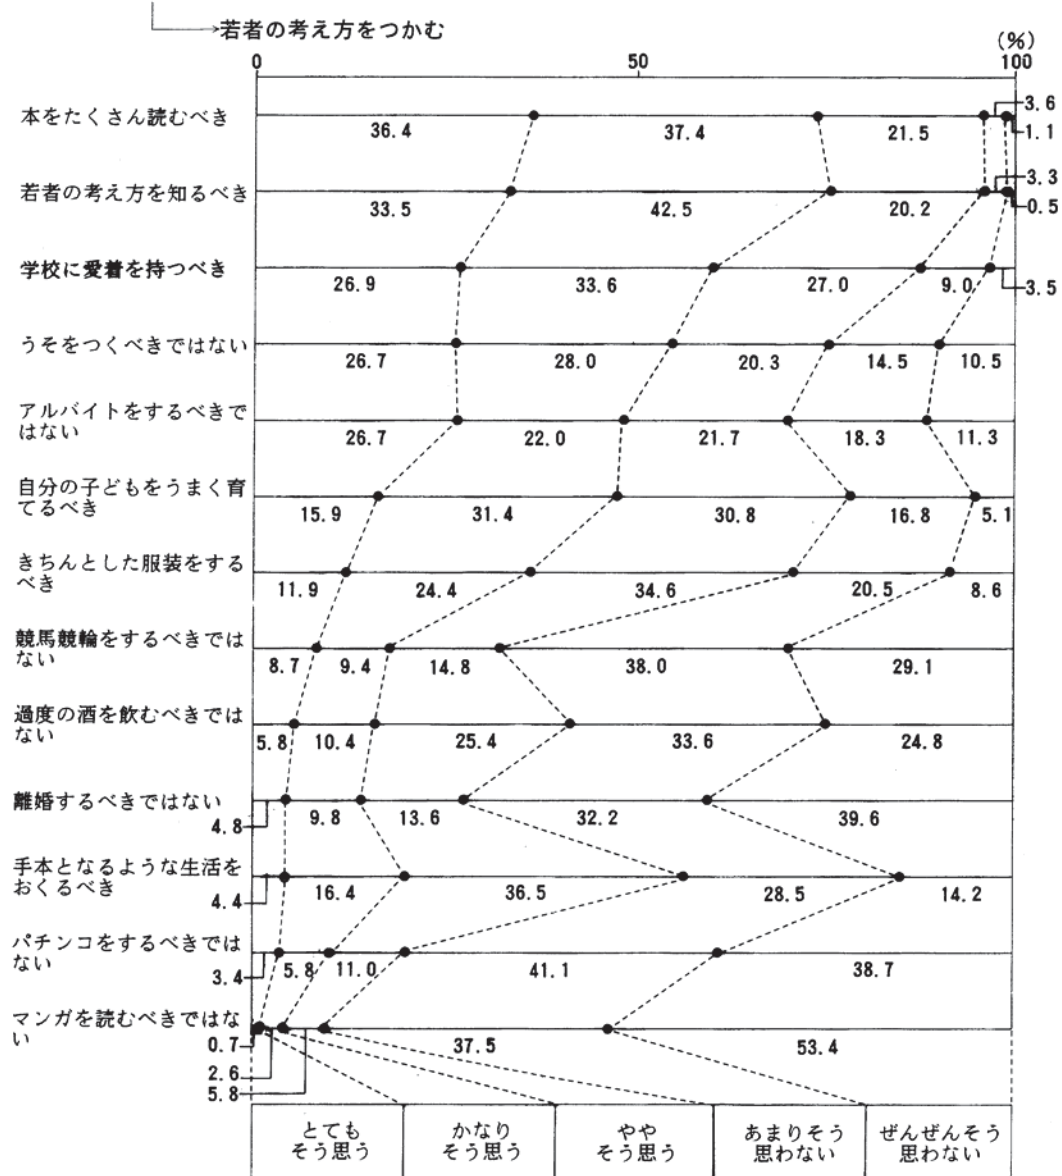 若者の考え方をつかむ
(%)
0 50 100
本をたくさん読むべき
36.4 37.4 21.5 3.6 1.1
若者の考え方を知るべき
33.5 42.5 20.2 3.3 0.5
学校に愛着を持つべき
26.9 33.6 27.0 9.0 3.5
うそをつくべきではない
26.7 28.0 20.3 14.5 10.5
アルバイトをするべきで
はない
26.7 22.0 21.7 18.3 11.3
自分の子どもをうまく育
てるべき
15.9 31.4 30.8 16.8 5.1
きちんとした服装をする
べき
11.9 24.4 34.6 20.5 8.6
競馬競輪をするべきでは
ない
8.7 9.4 14.8 38.0 29.1
過度の酒を飲むべきでは
ない
5.8 10.4 25.4 33.6 24.8
離婚するべきではない
4.8 9.8 13.6 32.2 39.6
手本となるような生活を
おくるべき
4.4 16.4 36.5 28.5 14.2
パチンコをするべきでは
ない
3.4 5.8 11.0 41.1 38.7
マンガを読むべきではな
い
0.7 2.6 5.8 37.5 53.4
とても
そう思う
かなり
そう思う
やや
そう思う
あまりそう
思わない
ぜんぜんそう
思わない